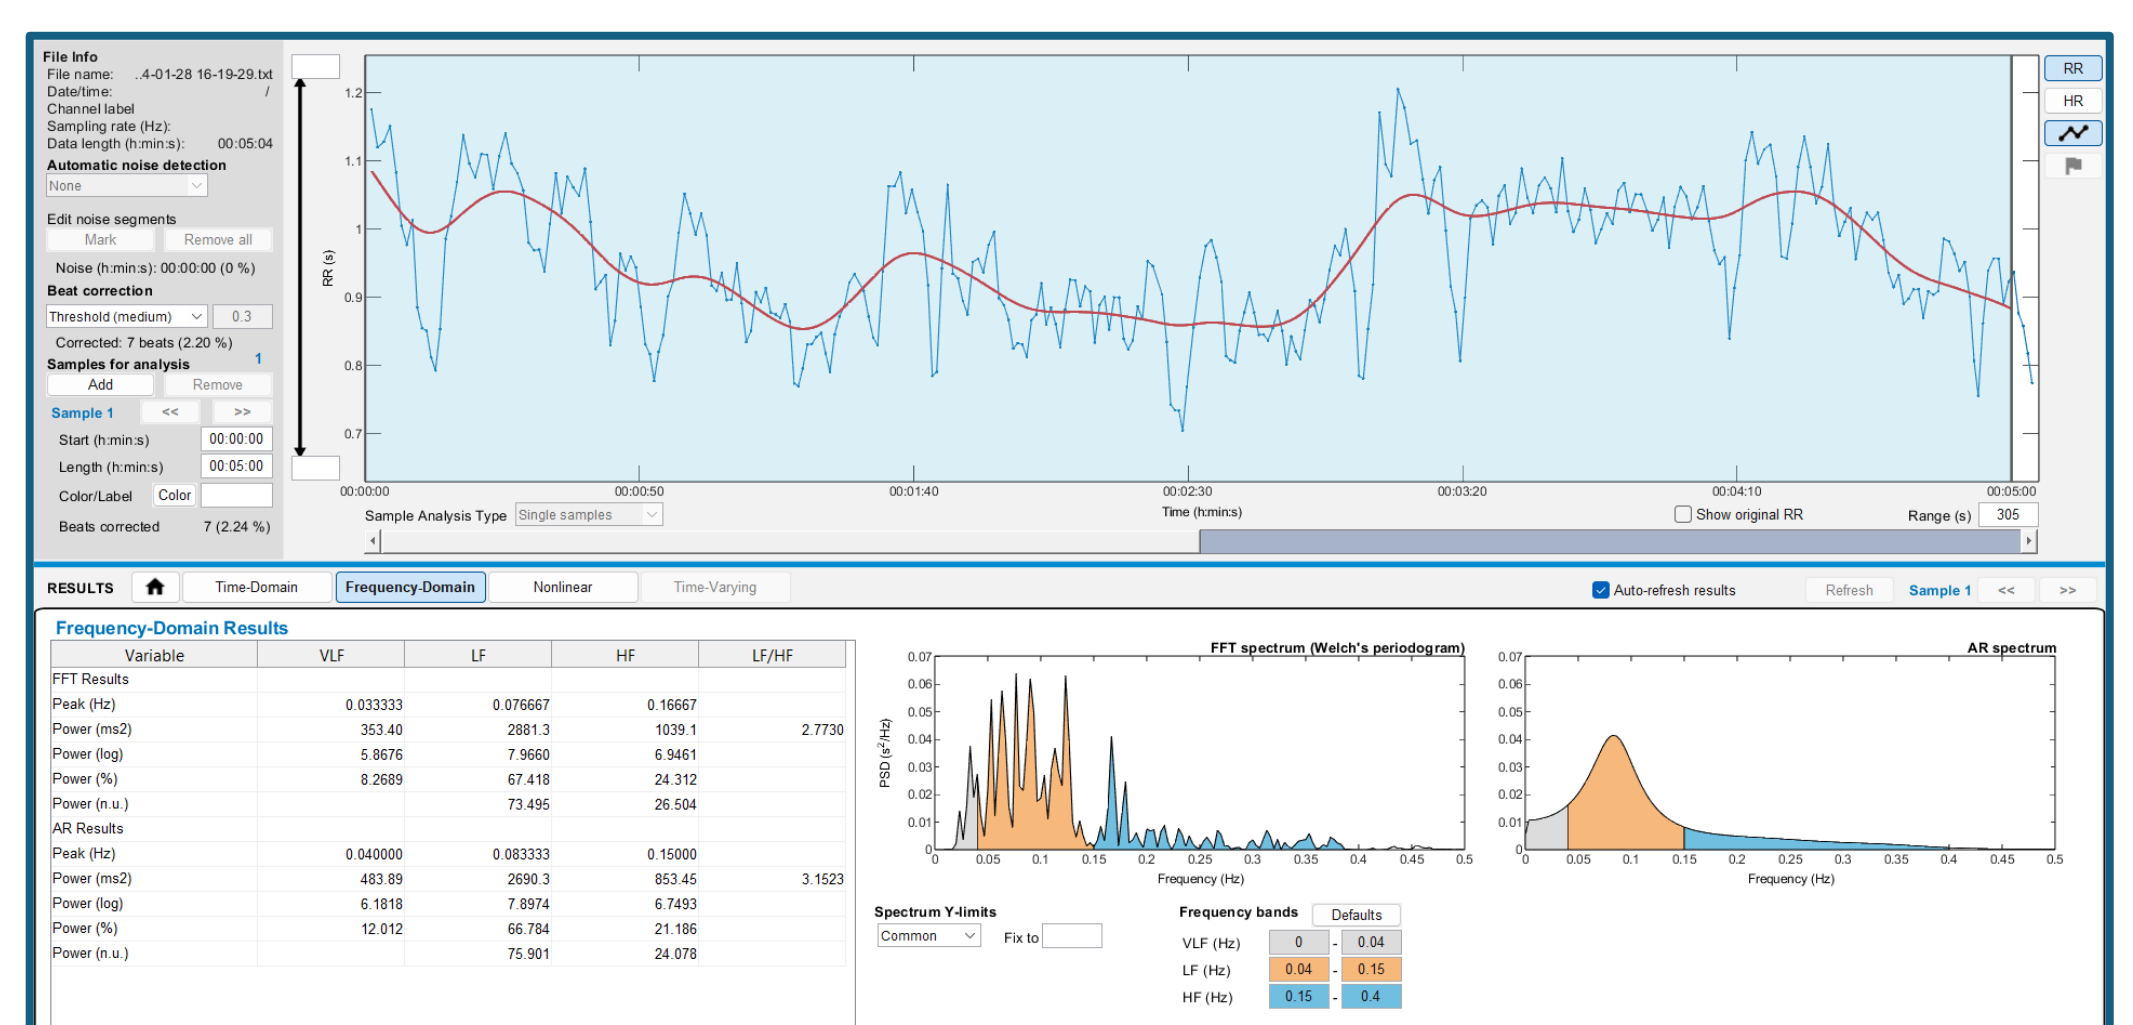 File Info
File name: ..4-01-28 16-19-29.txt
Date/time: /
Channel label
Sampling rate (Hz):
Data length (h:min:s): 00:05:04
Automatic noise detection
None
Edit noise segments
Mark Remove all
Noise (h:min:s): 00:00:00 (0 %)
Beat correction
Threshold (medium) 0.3
Corrected: 7 beats (2.20 %)
Samples for analysis 1
Add Remove
Sample 1 << >>
Start (h:min:s) 00:00:00
Length (h:min:s) 00:05:00
Color/Label Color
Beats corrected 7 (2.24 %)
RR (s)
1.2
1.1
1
0.9
0.8
0.7
00:00:00 00:00:50 00:01:40 00:02:30 00:03:20 00:04:10 00:05:00
Time (h:min:s)
RR
HR
Sample Analysis Type Single samples
Show original RR Range (s) 305
RESULTS Time-Domain Frequency-Domain Nonlinear Time-Varying
Auto-refresh results Refresh Sample 1 << >>
Frequency-Domain Results
Variable VLF LF HF LF/HF
FFT Results
Peak (Hz) 0.033333 0.076667 0.16667
Power (ms2) 353.40 2881.3 1039.1 2.7730
Power (log) 5.8676 7.9660 6.9461
Power (%) 8.2689 67.418 24.312
Power (n.u.) 73.495 26.504
AR Results
Peak (Hz) 0.040000 0.083333 0.15000
Power (ms2) 483.89 2690.3 853.45 3.1523
Power (log) 6.1818 7.8974 6.7493
Power (%) 12.012 66.784 21.186
Power (n.u.) 75.901 24.078
FFT spectrum (Welch's periodogram)
PSD (s²/Hz)
0.07
0.06
0.05
0.04
0.03
0.02
0.01
0
0 0.05 0.1 0.15 0.2 0.25 0.3 0.35 0.4 0.45 0.5
Frequency (Hz)
AR spectrum
0.07
0.06
0.05
0.04
0.03
0.02
0.01
0
0 0.05 0.1 0.15 0.2 0.25 0.3 0.35 0.4 0.45 0.5
Frequency (Hz)
Spectrum Y-limits
Common Fix to
Frequency bands Defaults
VLF (Hz) 0 - 0.04
LF (Hz) 0.04 - 0.15
HF (Hz) 0.15 - 0.4